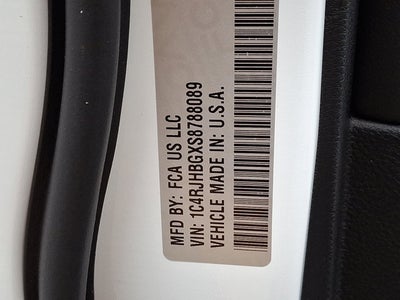 MFD BY: FCA US LLC
VIN: 1C4RJHBGXS8788089
VEHICLE MADE IN: U.S.A.